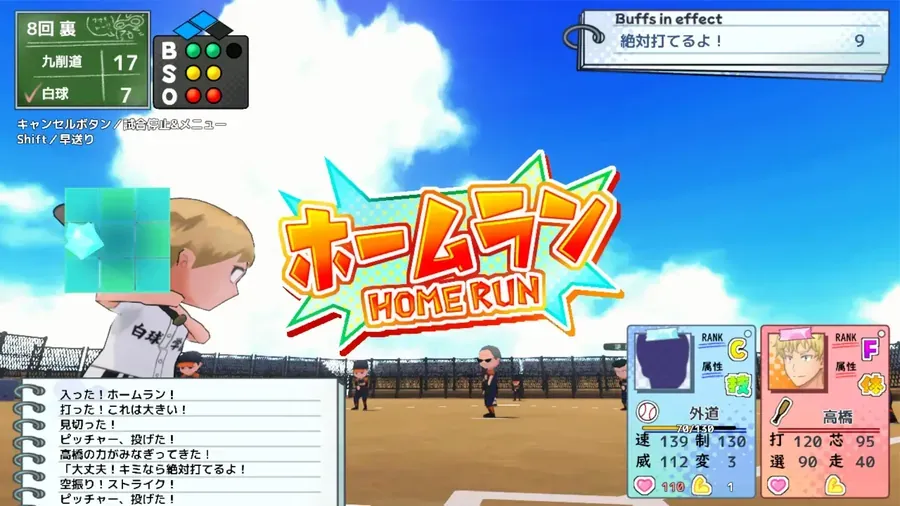 8回 裏
九削道 17
白球 7
B
S
O
キャンセルボタン／試合停止&メニュー
Shift／早送り
Buffs in effect
絶対打てるよ！ 9
ホームラン
HOME RUN
白球
入った！ホームラン！
打った！これは大きい！
見切った！
ピッチャー、投げた！
高橋の力がみなぎってきた！
「大丈夫！キミなら絶対打てるよ！
空振り！ストライク！
ピッチャー、投げた！
RANK C
属性 技
外道
70/130
速 139 制 130
威 112 変 3
110 1
RANK F
属性 体
高橋
打 120 芯 95
選 90 走 40